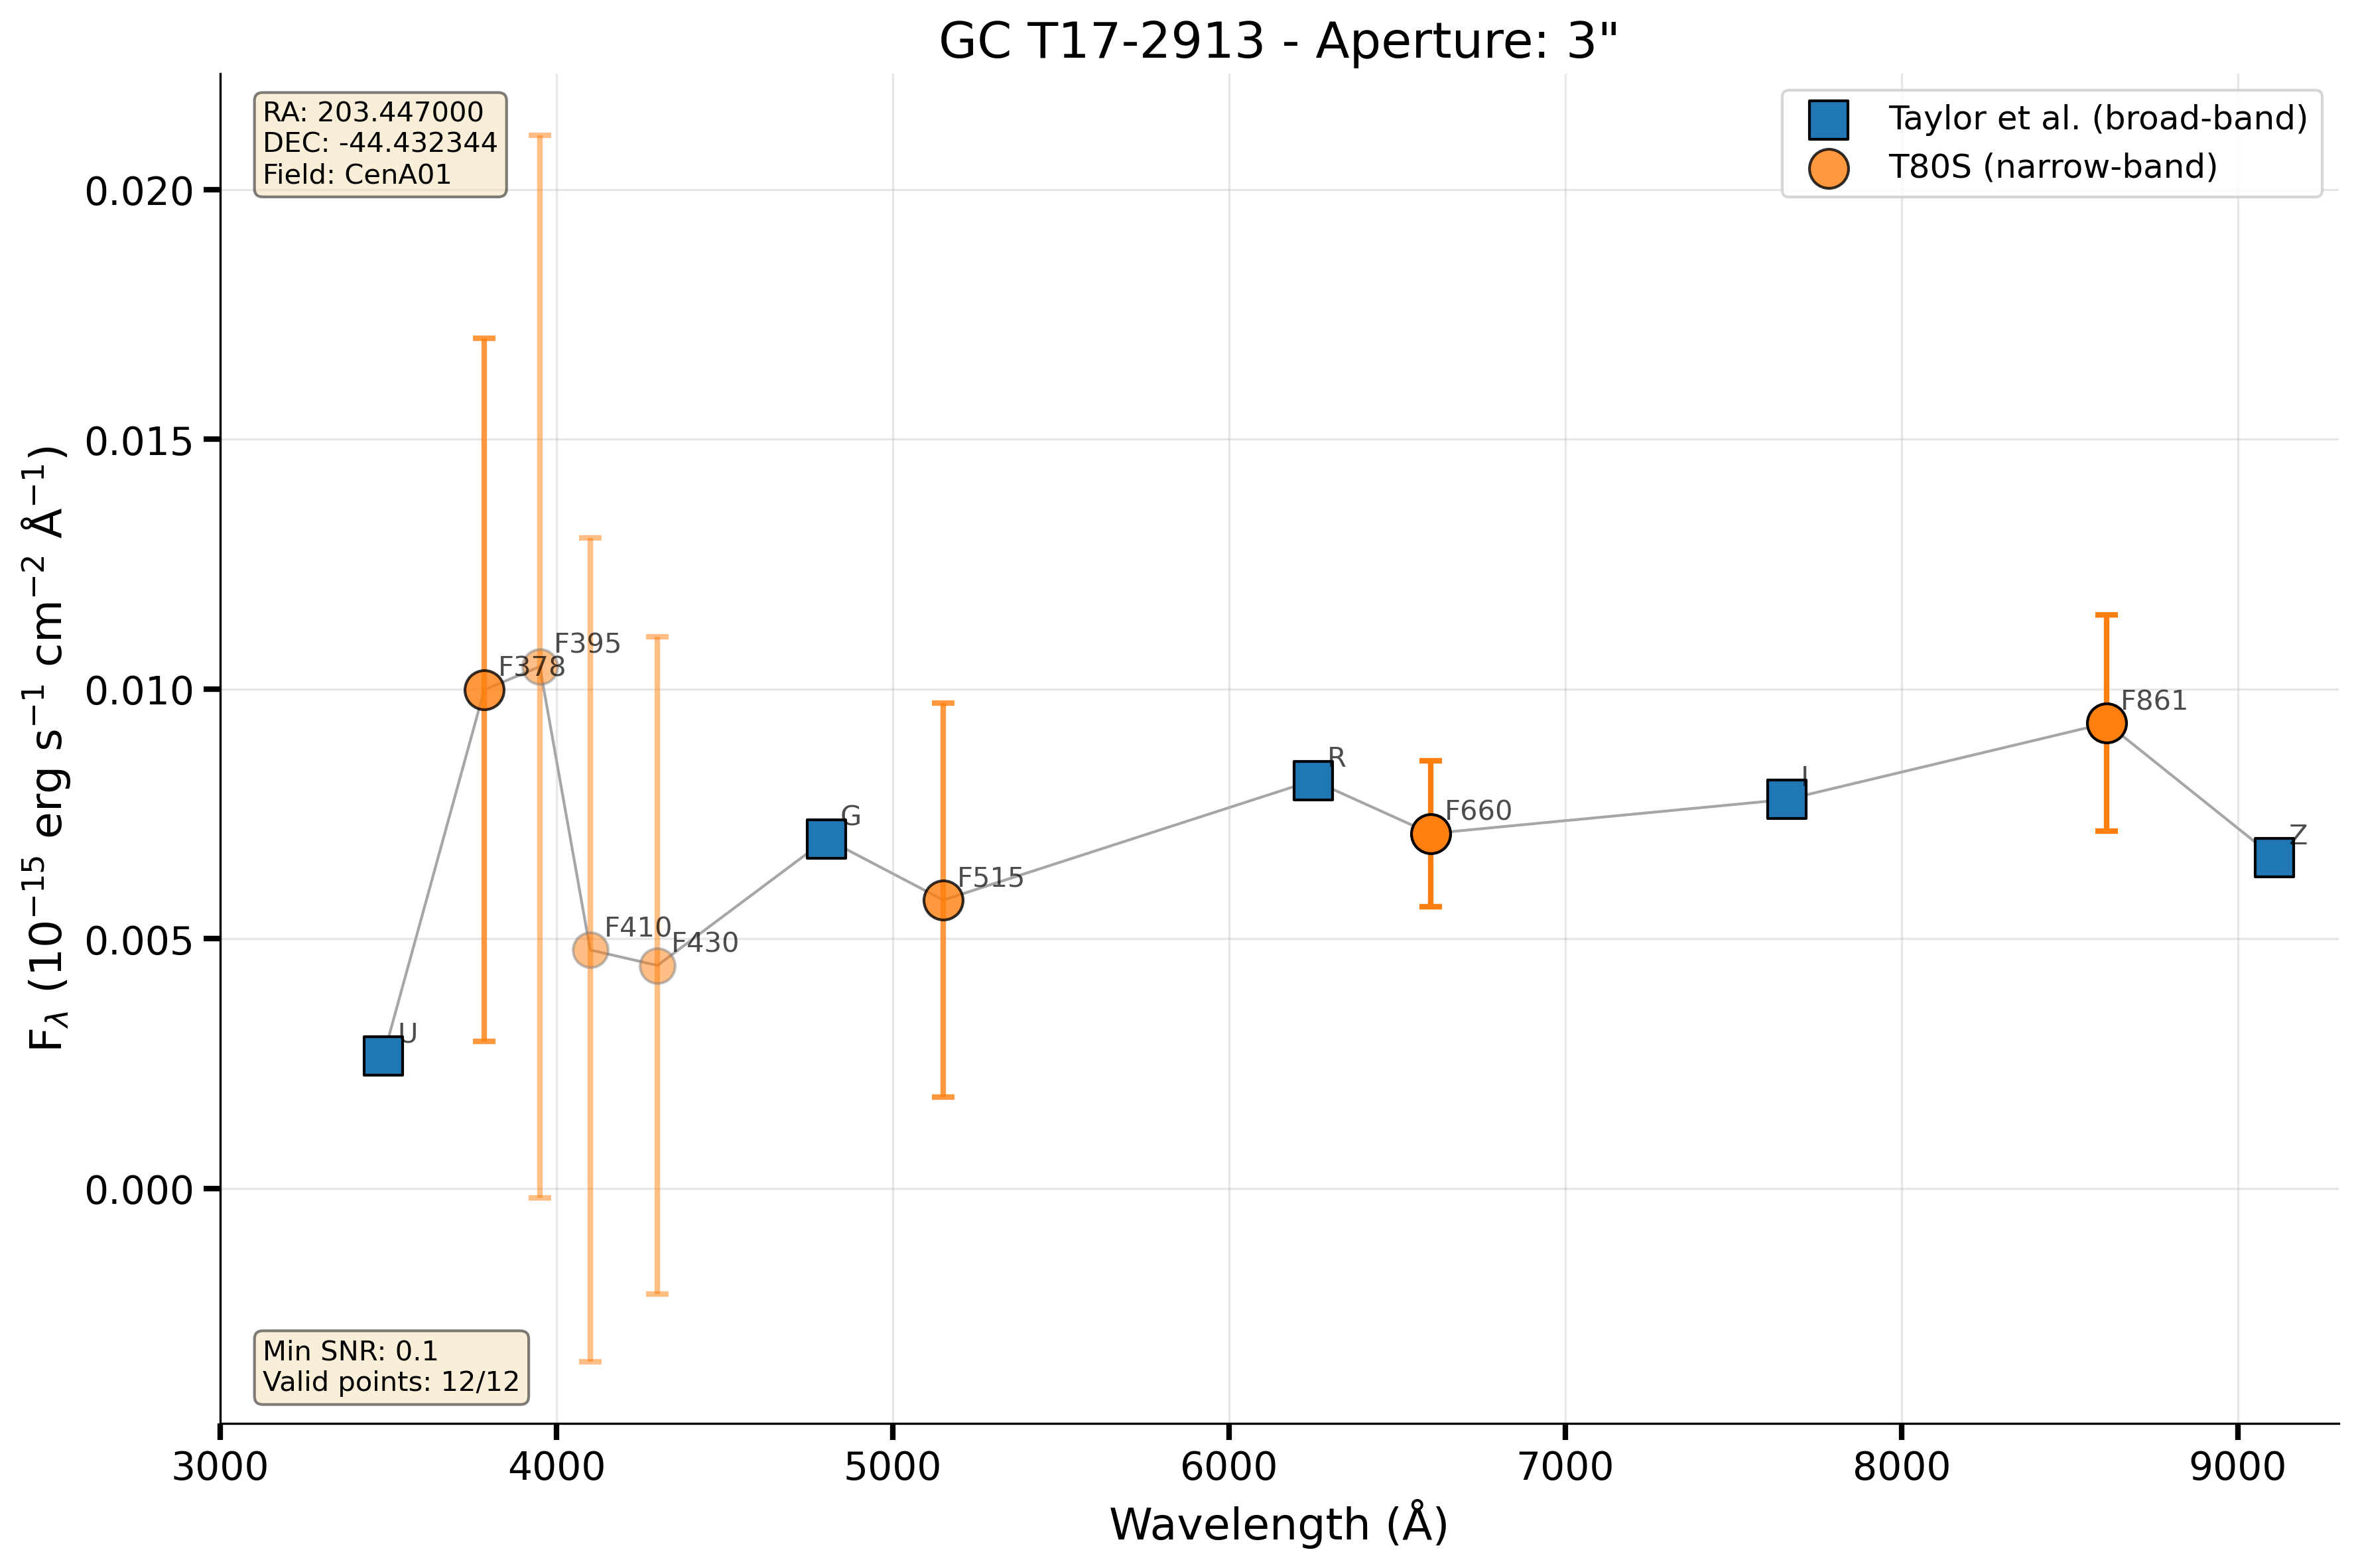 GC T17-2913 - Aperture: 3"
RA: 203.447000
DEC: -44.432344
Field: CenA01
Taylor et al. (broad-band)
T80S (narrow-band)
0.020
0.015
0.010
0.005
0.000
F395
F378
R
F861
I
F660
G
Z
F515
F410
F430
U
Min SNR: 0.1
Valid points: 12/12
3000 4000 5000 6000 7000 8000 9000
Wavelength (Å)
Fλ (10⁻¹⁵ erg s⁻¹ cm⁻² Å⁻¹)